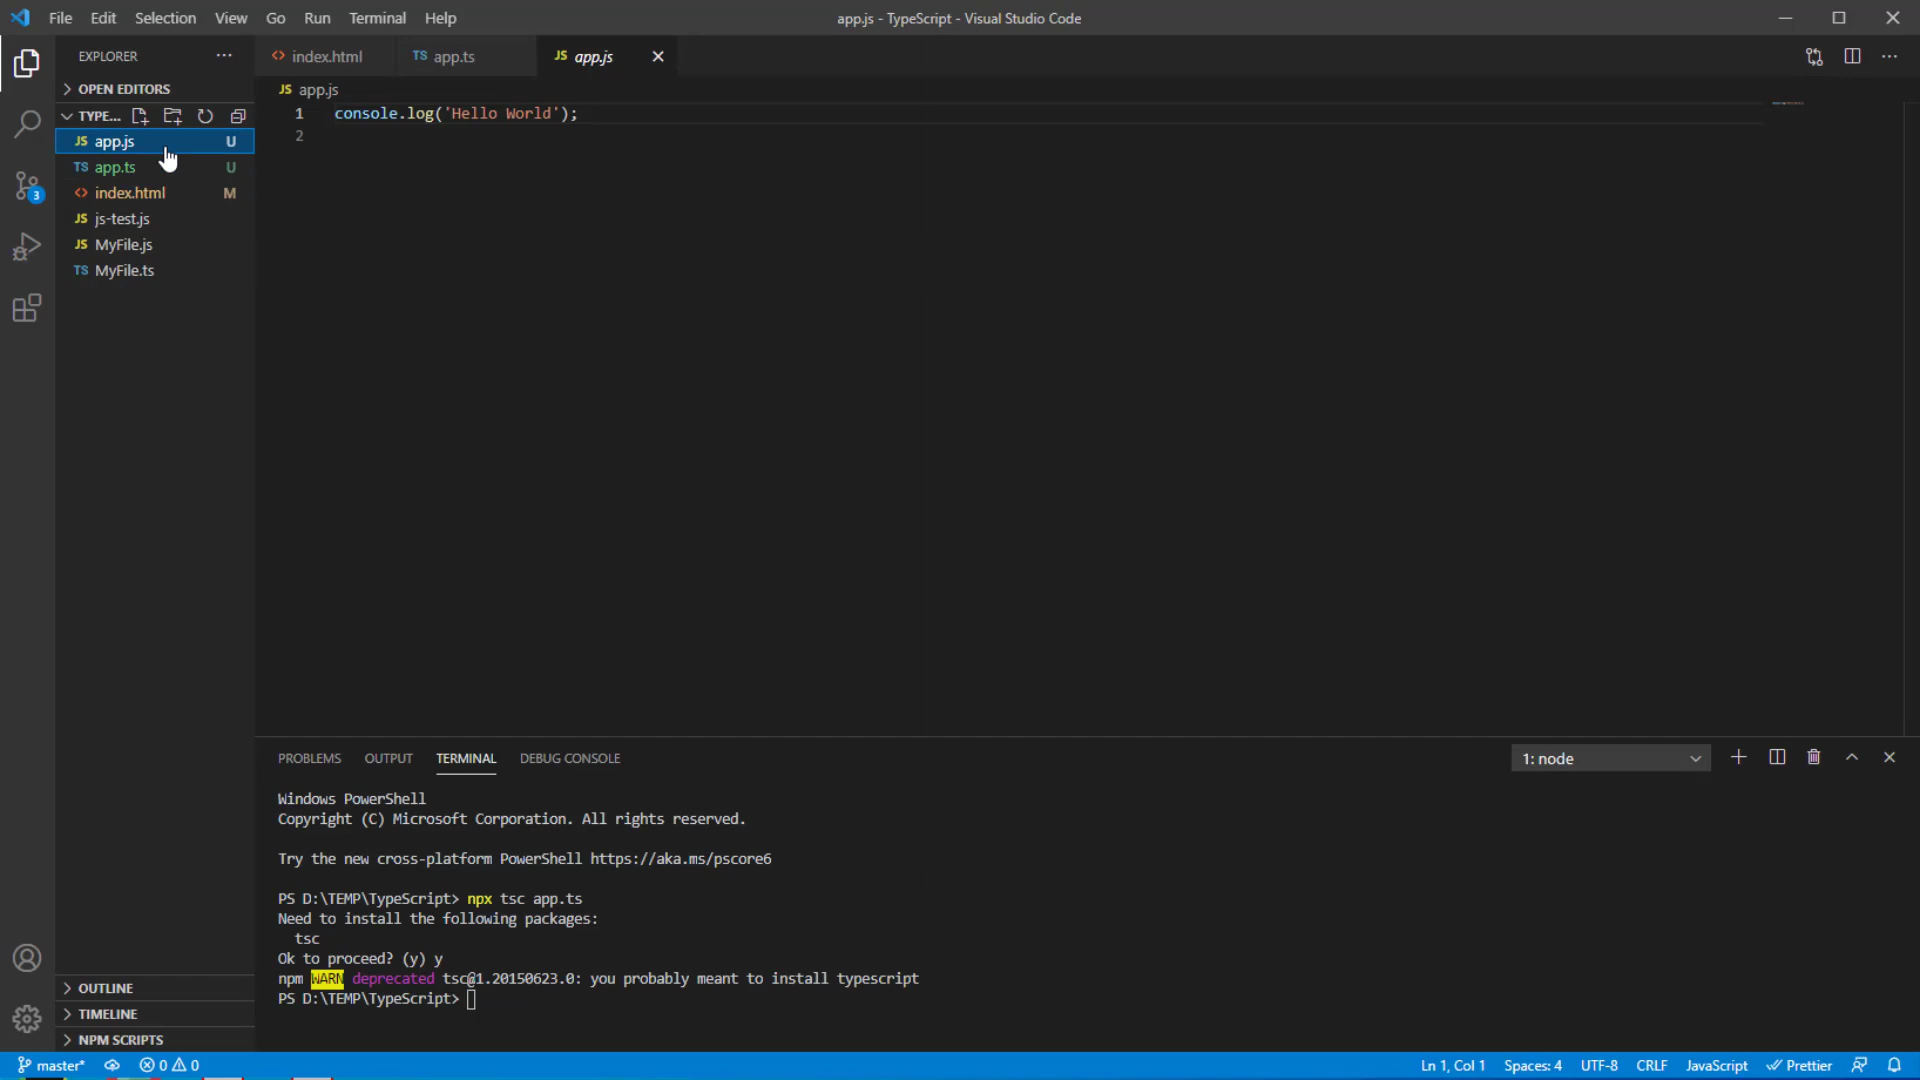 File Edit Selection View Go Run Terminal Help
app.js - TypeScript - Visual Studio Code
EXPLORER
OPEN EDITORS
TYPE...
JS app.js U
TS app.ts U
<> index.html M
JS js-test.js
JS MyFile.js
TS MyFile.ts
3
OUTLINE
TIMELINE
NPM SCRIPTS
<> index.html
TS app.ts
JS app.js
JS app.js
1 console.log('Hello World');
2
PROBLEMS OUTPUT TERMINAL DEBUG CONSOLE
1: node
Windows PowerShell
Copyright (C) Microsoft Corporation. All rights reserved.
Try the new cross-platform PowerShell https://aka.ms/pscore6
PS D:\TEMP\TypeScript> npx tsc app.ts
Need to install the following packages:
tsc
Ok to proceed? (y) y
npm WARN deprecated tsc@1.20150623.0: you probably meant to install typescript
PS D:\TEMP\TypeScript>
master* 0 0
Ln 1, Col 1 Spaces: 4 UTF-8 CRLF JavaScript Prettier